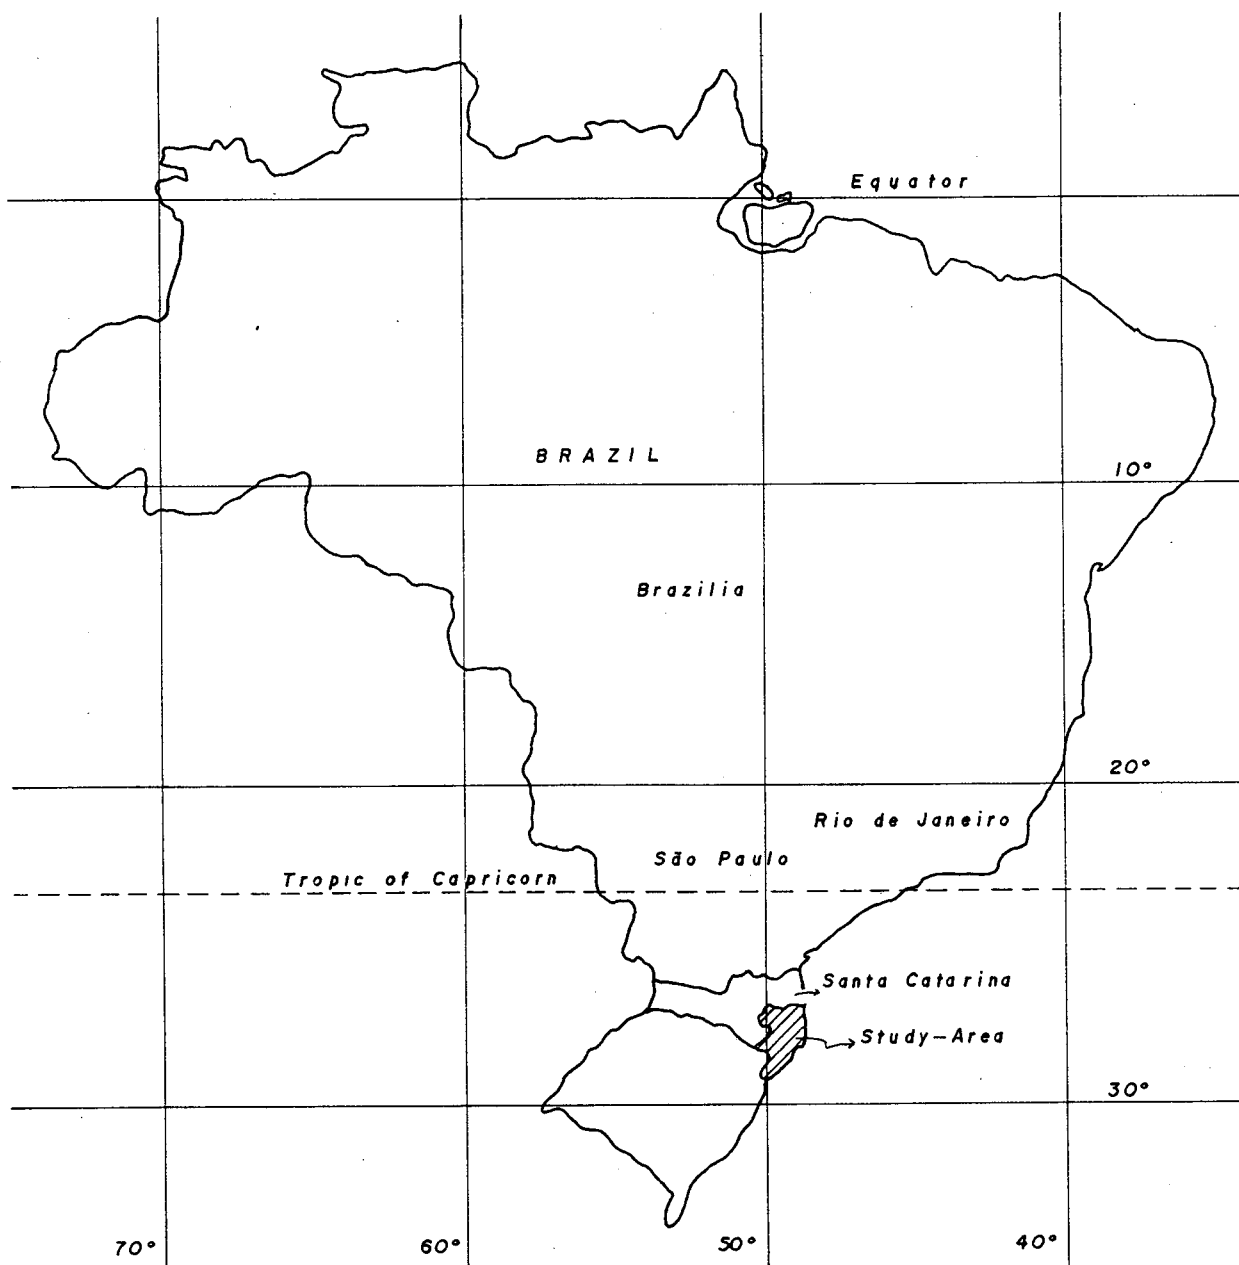 Equator
BRAZIL
10°
Brazilia
20°
Rio de Janeiro
São Paulo
Tropic of Capricorn
Santa Catarina
Study-Area
30°
70°
60°
50°
40°